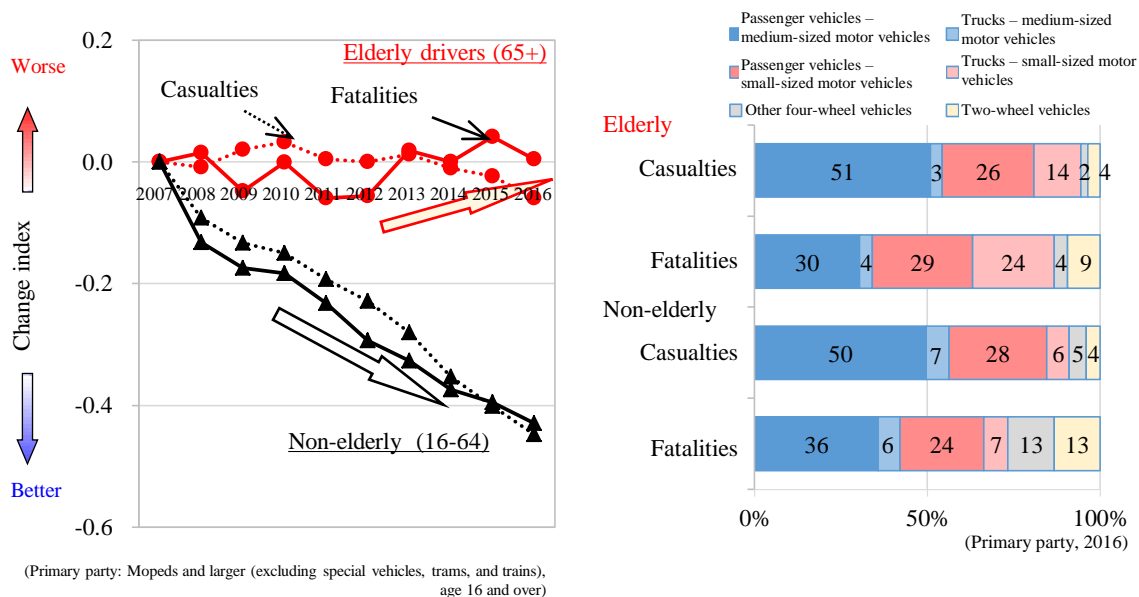 0.2
0.0
-0.2
-0.4
-0.6
Worse
Change index
Better
Elderly drivers (65+)
Casualties
Fatalities
2007 2008 2009 2010 2011 2012 2013 2014 2015 2016
Non-elderly (16-64)
(Primary party: Mopeds and larger (excluding special vehicles, trams, and trains),
age 16 and over)
Passenger vehicles –
medium-sized motor vehicles
Trucks – medium-sized
motor vehicles
Passenger vehicles –
small-sized motor vehicles
Trucks – small-sized motor
vehicles
Other four-wheel vehicles
Two-wheel vehicles
Elderly
Casualties
51 3 26 14 2 4
Fatalities
30 4 29 24 4 9
Non-elderly
Casualties
50 7 28 6 5 4
Fatalities
36 6 24 7 13 13
0% 50% 100%
(Primary party, 2016)